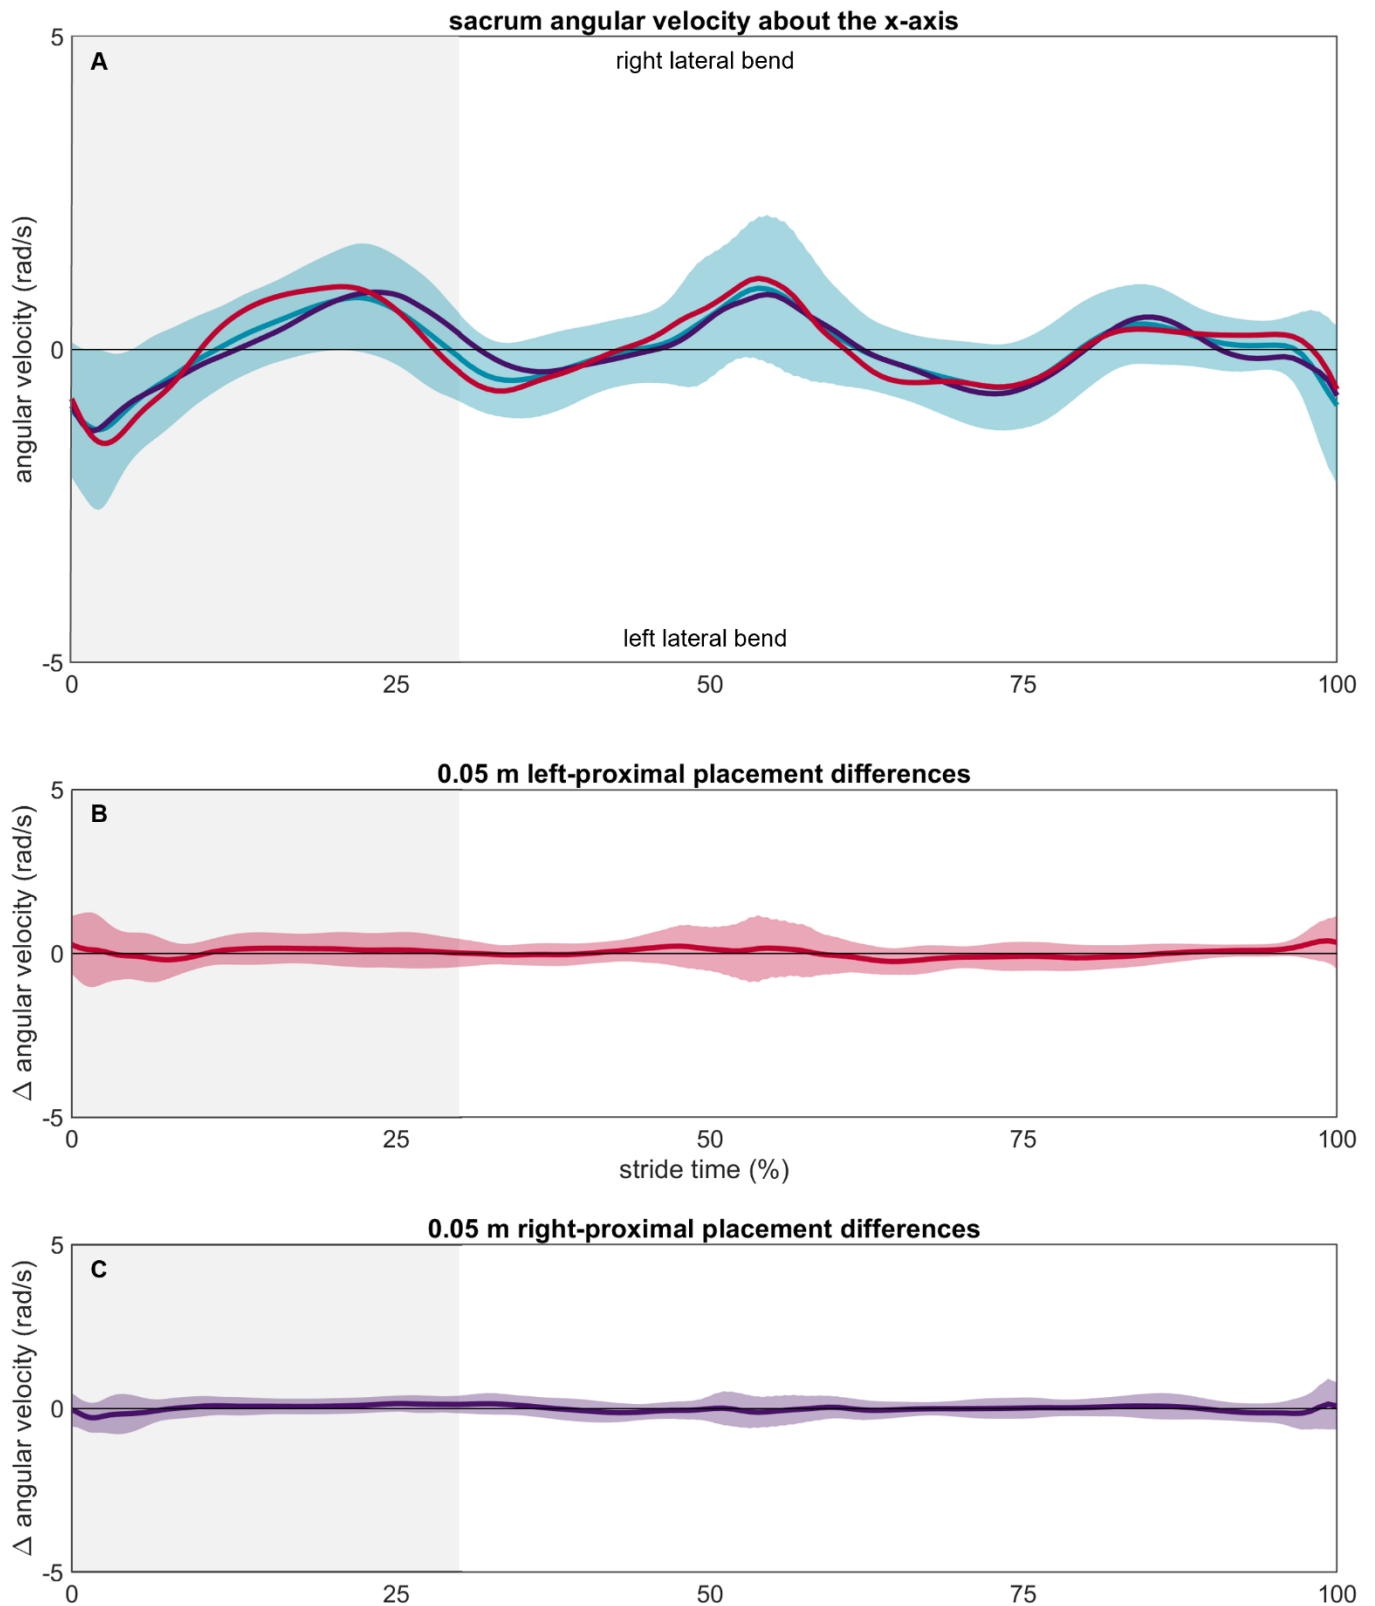 sacrum angular velocity about the x-axis
5
A
right lateral bend
angular velocity (rad/s)
0
left lateral bend
-5
0 25 50 75 100
0.05 m left-proximal placement differences
5
B
Δ angular velocity (rad/s)
0
-5
0 25 50 75 100
stride time (%)
0.05 m right-proximal placement differences
5
C
Δ angular velocity (rad/s)
0
-5
0 25 50 75 100